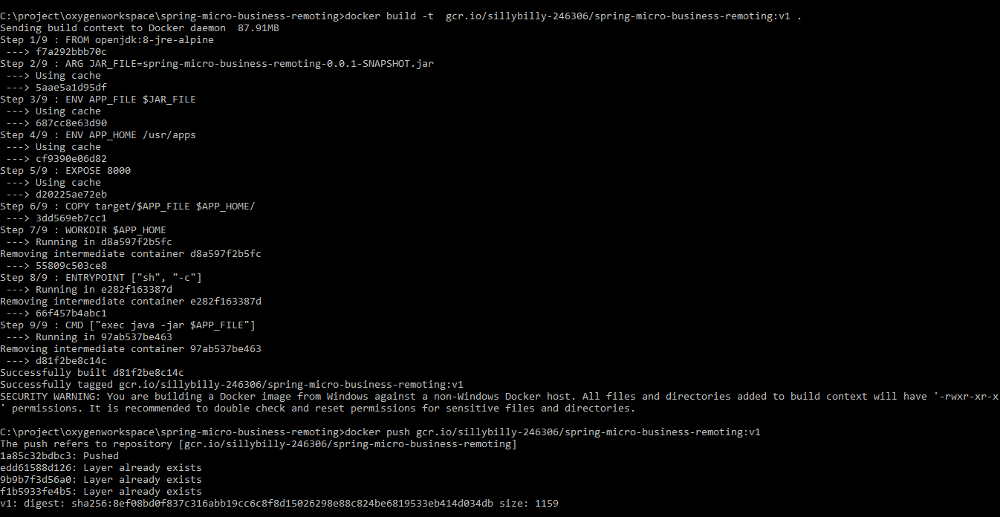 C:\project\oxygenworkspace\spring-micro-business-remoting>docker build -t  gcr.io/sillybilly-246306/spring-micro-business-remoting:v1 .
Sending build context to Docker daemon  87.91MB
Step 1/9 : FROM openjdk:8-jre-alpine
 ---> f7a292bbb70c
Step 2/9 : ARG JAR_FILE=spring-micro-business-remoting-0.0.1-SNAPSHOT.jar
 ---> Using cache
 ---> 5aae5a1d95df
Step 3/9 : ENV APP_FILE $JAR_FILE
 ---> Using cache
 ---> 687cc8e63d90
Step 4/9 : ENV APP_HOME /usr/apps
 ---> Using cache
 ---> cf9390e06d82
Step 5/9 : EXPOSE 8000
 ---> Using cache
 ---> d20225ae72eb
Step 6/9 : COPY target/$APP_FILE $APP_HOME/
 ---> 3dd569eb7cc1
Step 7/9 : WORKDIR $APP_HOME
 ---> Running in d8a597f2b5fc
Removing intermediate container d8a597f2b5fc
 ---> 55809c503ce8
Step 8/9 : ENTRYPOINT ["sh", "-c"]
 ---> Running in e282f163387d
Removing intermediate container e282f163387d
 ---> 66f457b4abc1
Step 9/9 : CMD ["exec java -jar $APP_FILE"]
 ---> Running in 97ab537be463
Removing intermediate container 97ab537be463
 ---> d81f2be8c14c
Successfully built d81f2be8c14c
Successfully tagged gcr.io/sillybilly-246306/spring-micro-business-remoting:v1
SECURITY WARNING: You are building a Docker image from Windows against a non-Windows Docker host. All files and directories added to build context will have '-rwxr-xr-x
' permissions. It is recommended to double check and reset permissions for sensitive files and directories.
C:\project\oxygenworkspace\spring-micro-business-remoting>docker push gcr.io/sillybilly-246306/spring-micro-business-remoting:v1
The push refers to repository [gcr.io/sillybilly-246306/spring-micro-business-remoting]
1a85c32bdbc3: Pushed
edd61588d126: Layer already exists
9b9b7f3d56a0: Layer already exists
f1b5933fe4b5: Layer already exists
v1: digest: sha256:8ef08bd0f837c316abb19cc6c8f8d15026298e88c824be6819533eb414d034db size: 1159